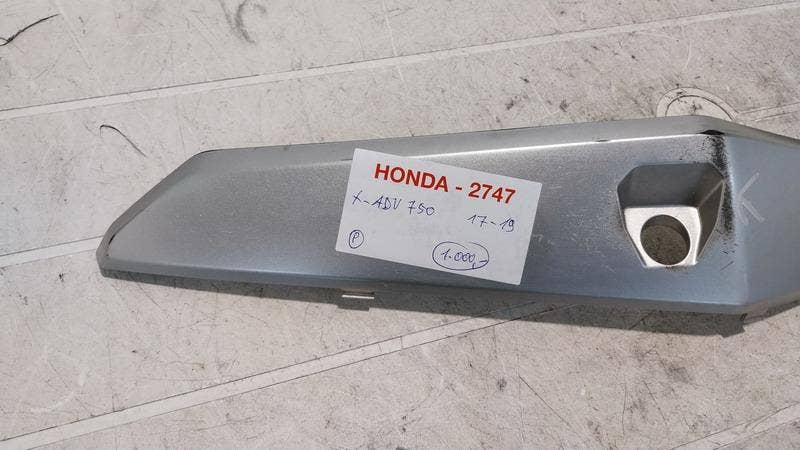 HONDA - 2747
X-ADV 750
17-19
P
1.000,-
K